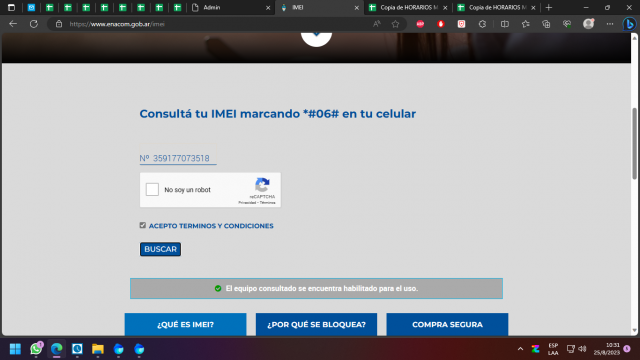 Admin
IMEI
Copia de HORARIOS M
Copia de HORARIOS M
https://www.enacom.gob.ar/imei
Consultá tu IMEI marcando *#06# en tu celular
Nº 359177073518
No soy un robot
reCAPTCHA
Privacidad - Términos
ACEPTO TERMINOS Y CONDICIONES
BUSCAR
El equipo consultado se encuentra habilitado para el uso.
¿QUÉ ES IMEI?
¿POR QUÉ SE BLOQUEA?
COMPRA SEGURA
ESP
LAA
10:31
25/8/2023